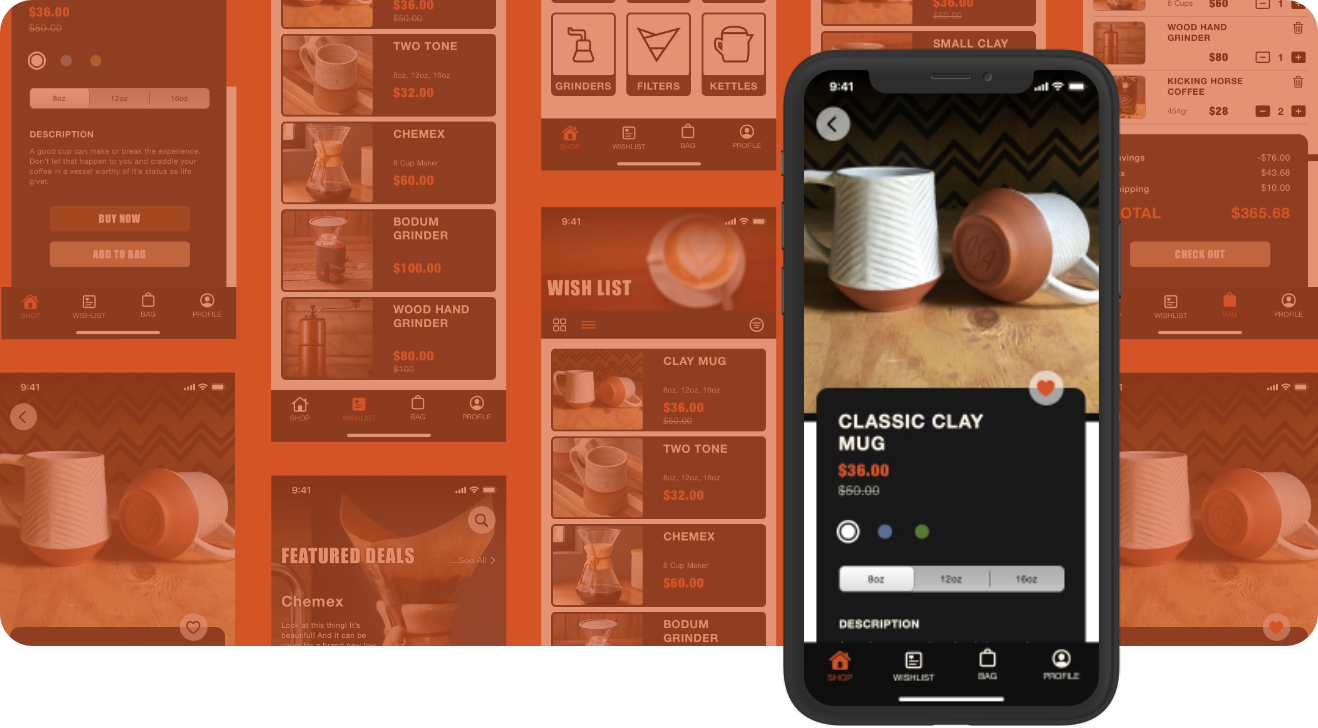 $36.00
$50.00
8oz
12oz
16oz
DESCRIPTION
A good cup can make or break the experience.
Don't let that happen to you and craddle your
coffee in a vessel worthy of it's status as life
giver.
BUY NOW
ADD TO BAG
SHOP
WISHLIST
BAG
PROFILE
9:41
$36.00
$50.00
TWO TONE
8oz, 12oz, 16oz
$32.00
CHEMEX
8 Cup Maker
$60.00
BODUM
GRINDER
$100.00
WOOD HAND
GRINDER
$80.00
$100
SHOP
WISHLIST
BAG
PROFILE
9:41
FEATURED DEALS
...See All
Chemex
Look at this thing! It's
beautiful! And it can be
GRINDERS
FILTERS
KETTLES
SHOP
WISHLIST
BAG
PROFILE
9:41
WISH LIST
CLAY MUG
8oz, 12oz, 16oz
$36.00
$50.00
TWO TONE
8oz, 12oz, 16oz
$32.00
CHEMEX
8 Cup Maker
$60.00
BODUM
GRINDER
$36.00
$50.00
SMALL CLAY
9:41
CLASSIC CLAY
MUG
$36.00
$50.00
8oz
12oz
16oz
DESCRIPTION
SHOP
WISHLIST
BAG
PROFILE
6 Cups
$60
1
WOOD HAND
GRINDER
$80
1
KICKING HORSE
COFFEE
454gr
$28
2
avings
-$76.00
x
$43.68
ipping
$10.00
OTAL
$365.68
CHECK OUT
WISHLIST
BAG
PROFILE